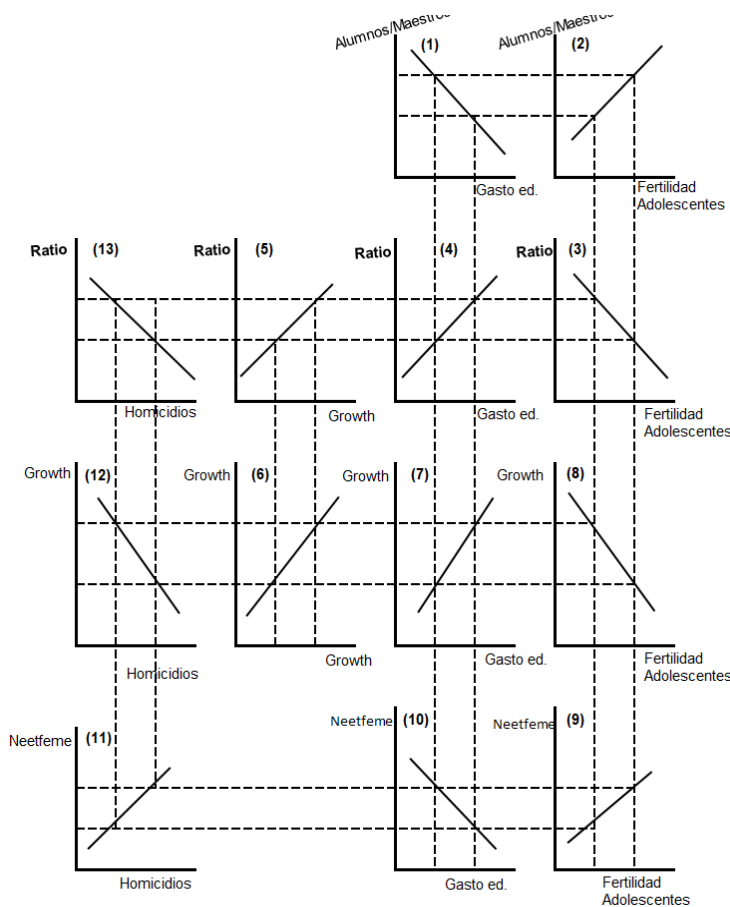 Alumnos/Maestros
(1)
Alumnos/Maestros
(2)
Gasto ed.
Fertilidad
Adolescentes
Ratio
(13)
Ratio
(5)
Ratio
(4)
Ratio
(3)
Homicidios
Growth
Gasto ed.
Fertilidad
Adolescentes
Growth
(12)
Growth
(6)
Growth
(7)
Growth
(8)
Homicidios
Growth
Gasto ed.
Fertilidad
Adolescentes
Neetfeme
(11)
Neetfeme
(10)
Neetfeme
(9)
Homicidios
Gasto ed.
Fertilidad
Adolescentes